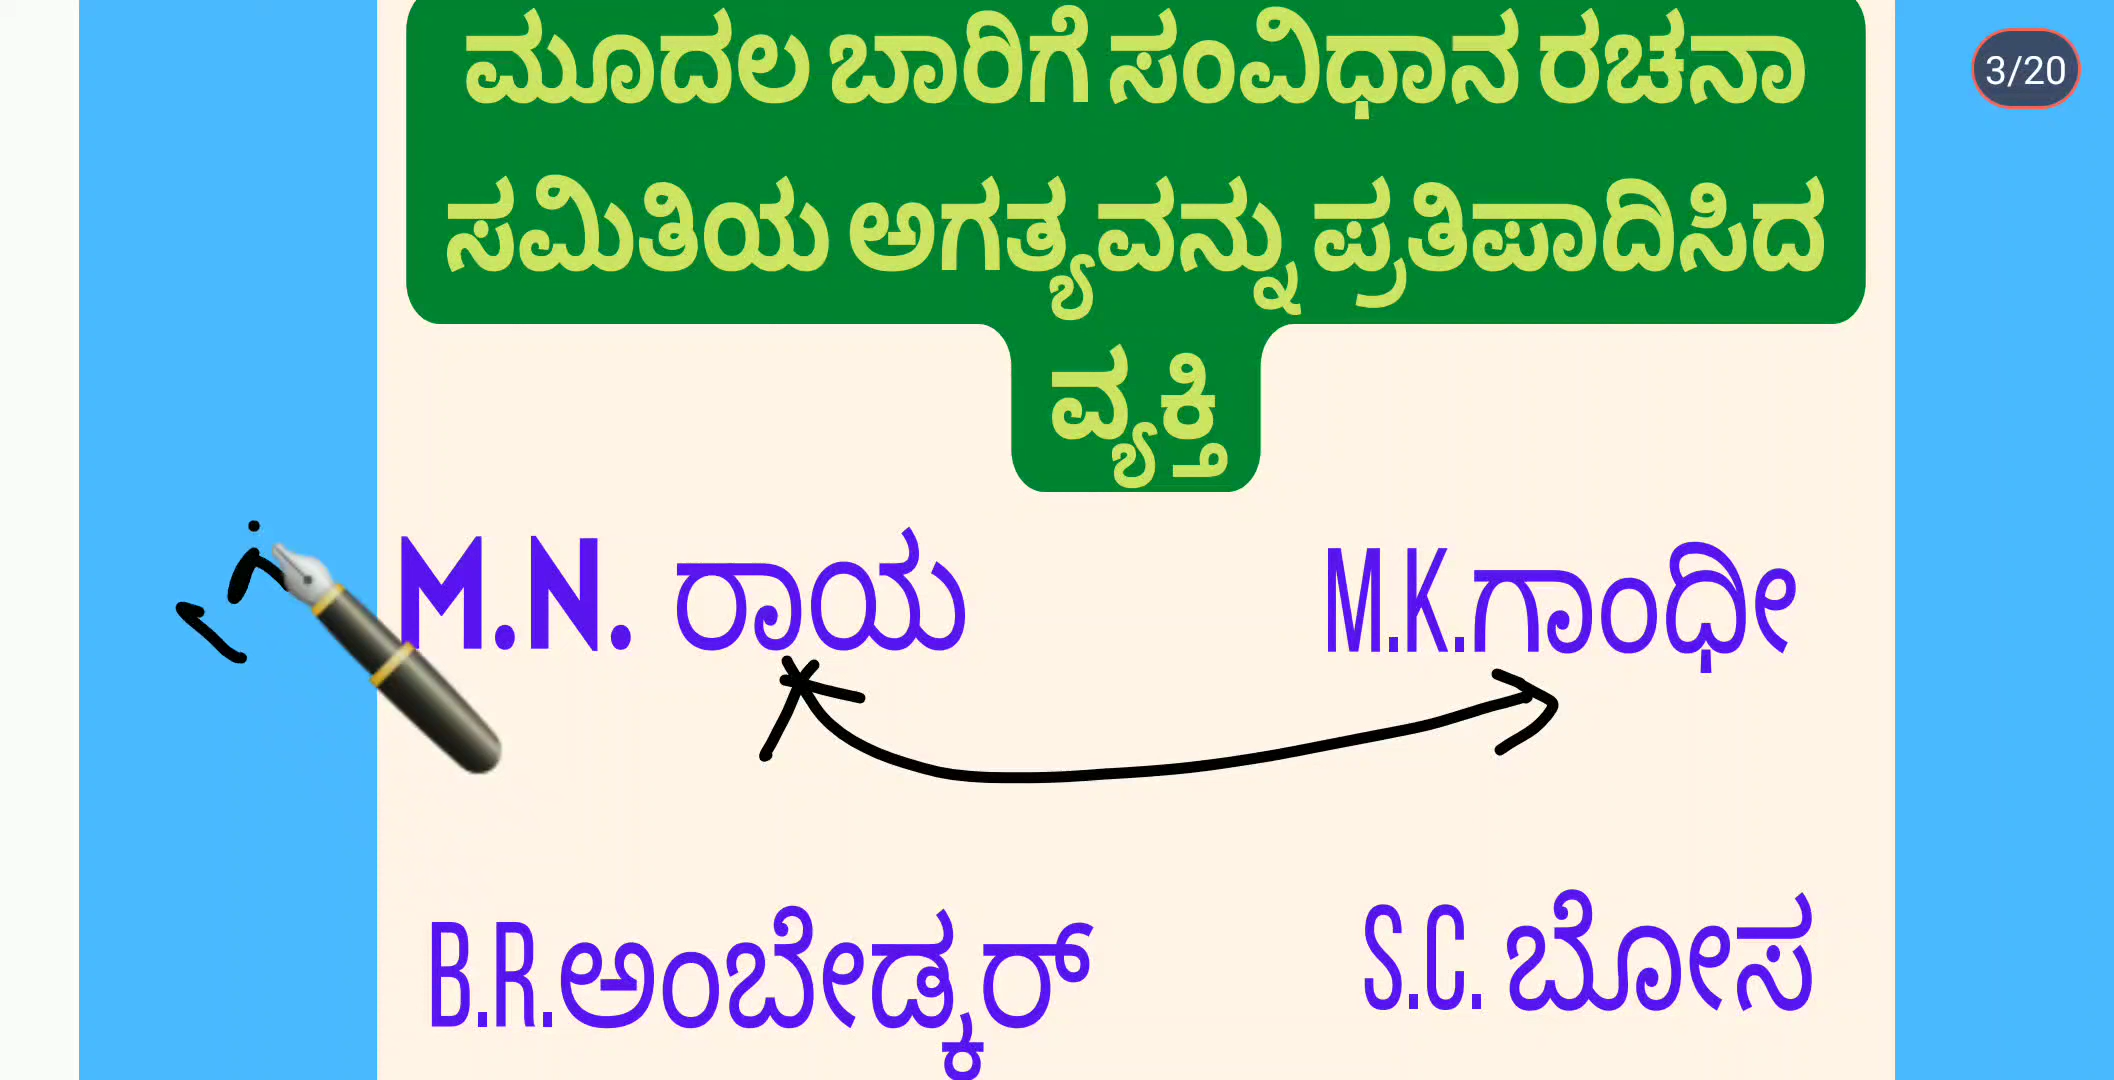 ಮೂದಲ ಬಾರಿಗೆ ಸಂವಿಧಾನ ರಚನಾ
3/20
ಸಮಿತಿಯ ಅಗತ್ಯವನ್ನು ಪ್ರತಿಪಾದಿಸಿದ
ವ್ಯಕ್ತಿ
M.N. ರಾಯ
M.K.ಗಾಂಧೀ
B.R.ಅಂಬೇಡ್ಕರ್
S.C. ಬೋಸ